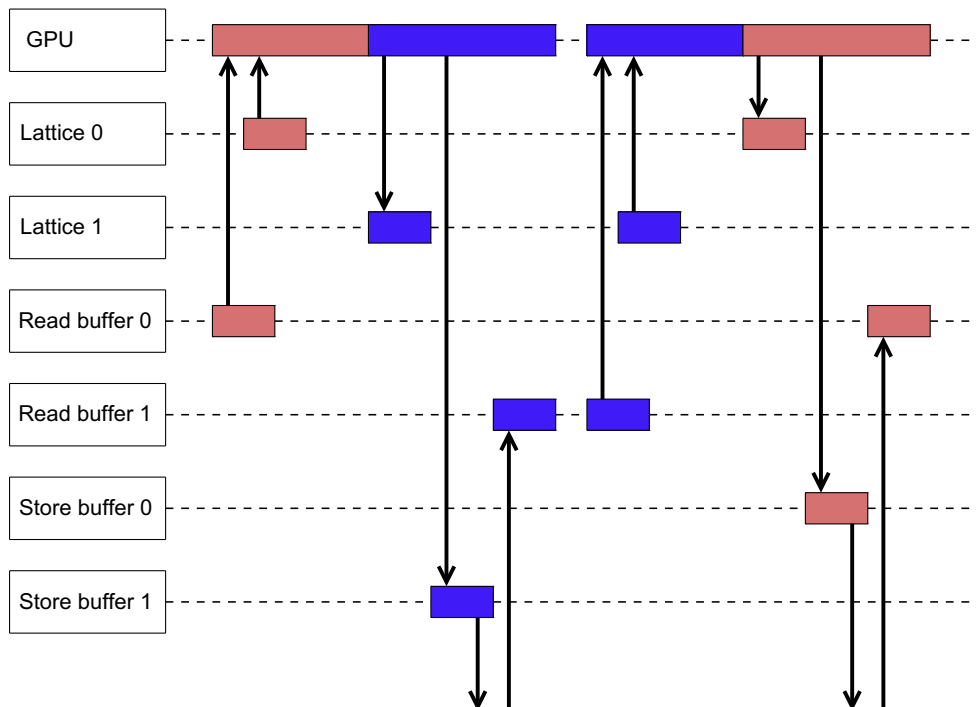 GPU
Lattice 0
Lattice 1
Read buffer 0
Read buffer 1
Store buffer 0
Store buffer 1